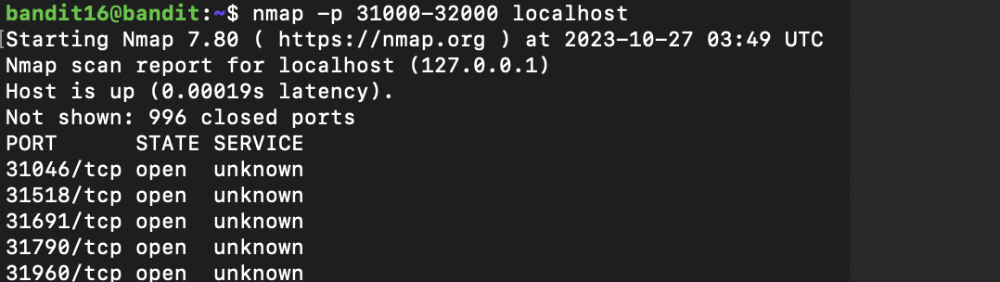 bandit16@bandit:~$ nmap -p 31000-32000 localhost
Starting Nmap 7.80 ( https://nmap.org ) at 2023-10-27 03:49 UTC
Nmap scan report for localhost (127.0.0.1)
Host is up (0.00019s latency).
Not shown: 996 closed ports
PORT      STATE SERVICE
31046/tcp open  unknown
31518/tcp open  unknown
31691/tcp open  unknown
31790/tcp open  unknown
31960/tcp open  unknown